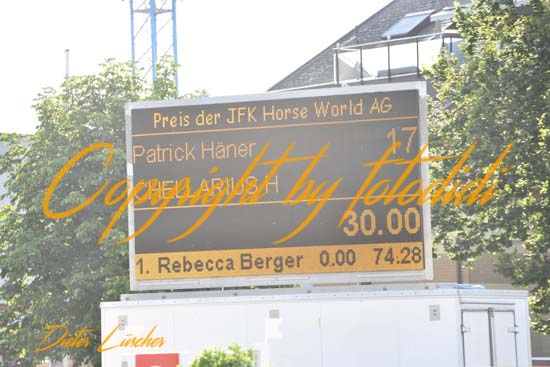 Preis der JFK Horse World AG
Patrick Häner 17
30.00
1. Rebecca Berger 0.00 74:28
Copyright by fotodidi
Dieter Lüscher